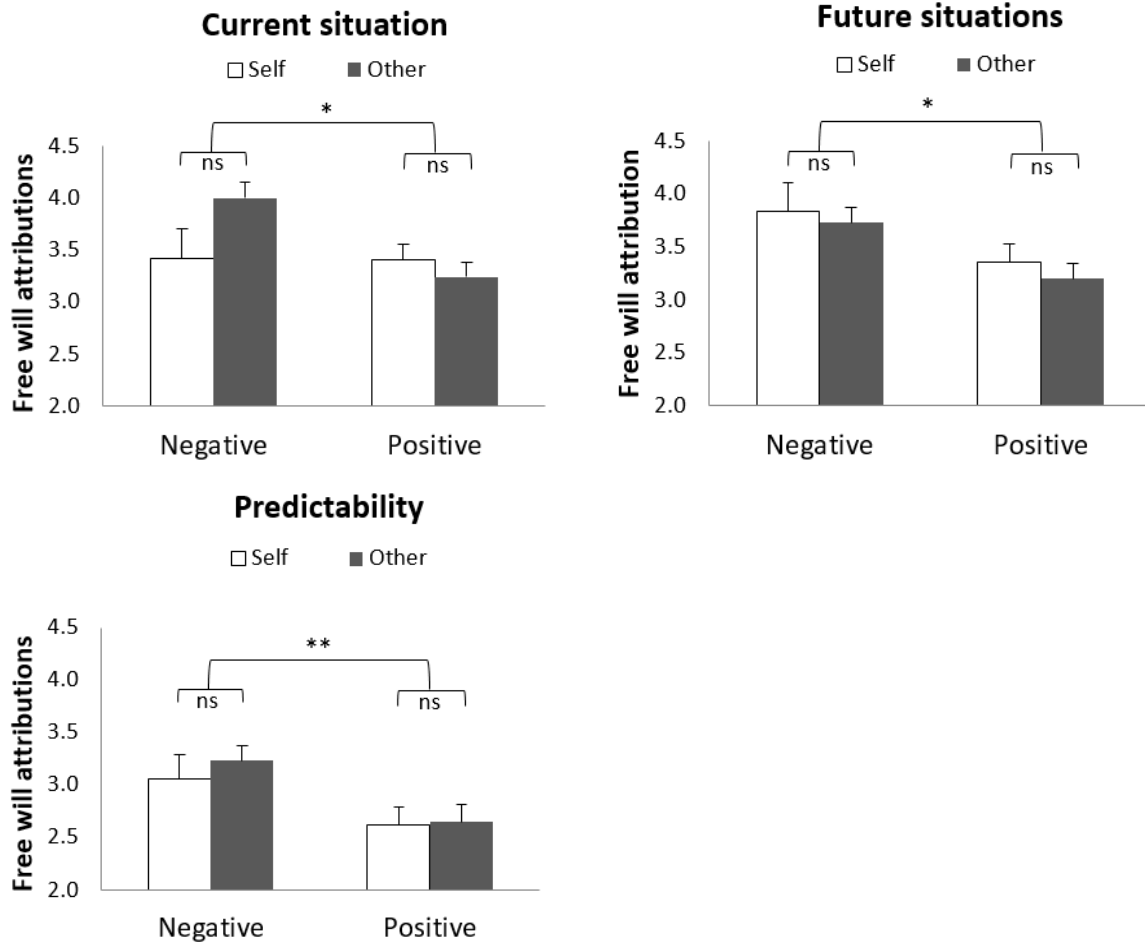 Current situation
Self Other
*
ns ns
Free will attributions
4.5
4.0
3.5
3.0
2.5
2.0
Negative Positive
Future situations
Self Other
*
ns ns
Free will attribution
4.5
4.0
3.5
3.0
2.5
2.0
Negative Positive
Predictability
Self Other
**
ns ns
Free will attributions
4.5
4.0
3.5
3.0
2.5
2.0
Negative Positive